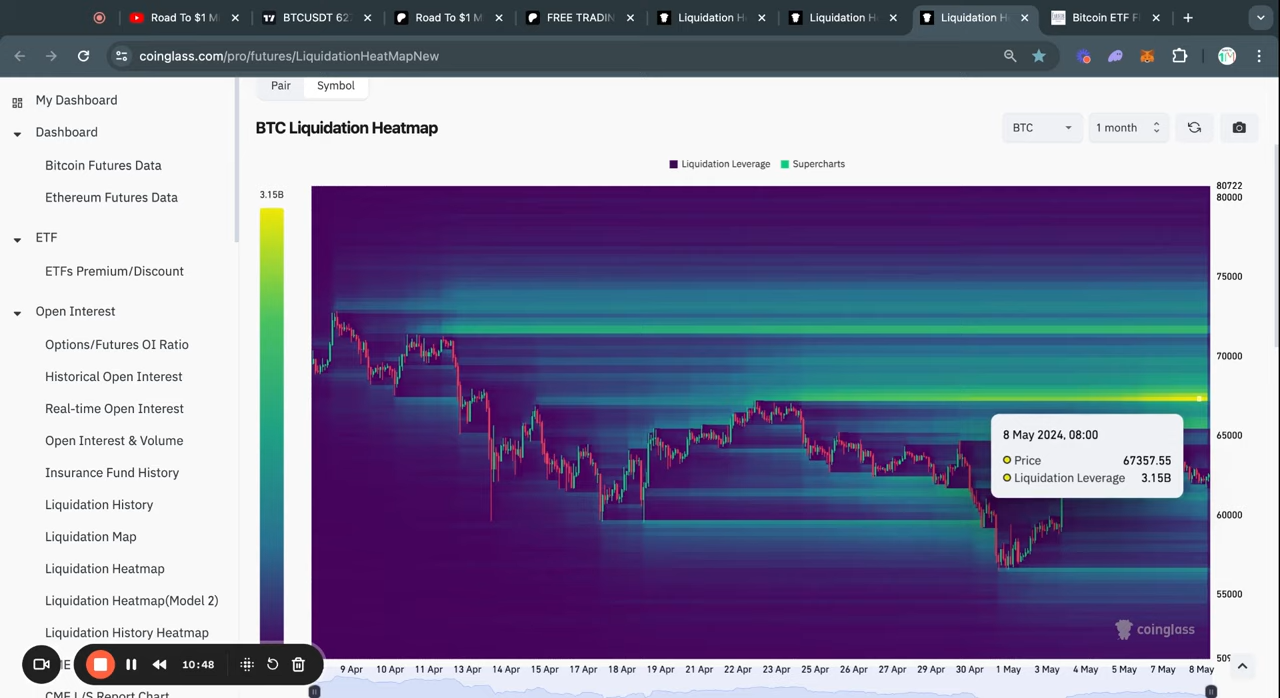 Road To $1 M
BTCUSDT 62
Road To $1 M
FREE TRADIN
Liquidation H
Liquidation H
Liquidation H
Bitcoin ETF F
coinglass.com/pro/futures/LiquidationHeatMapNew
My Dashboard
Dashboard
Bitcoin Futures Data
Ethereum Futures Data
ETF
ETFs Premium/Discount
Open Interest
Options/Futures OI Ratio
Historical Open Interest
Real-time Open Interest
Open Interest & Volume
Insurance Fund History
Liquidation History
Liquidation Map
Liquidation Heatmap
Liquidation Heatmap(Model 2)
Liquidation History Heatmap
CME L/S Report Chart
10:48
Pair
Symbol
BTC Liquidation Heatmap
BTC
1 month
Liquidation Leverage
Supercharts
3.15B
80722
80000
75000
70000
65000
60000
55000
8 May 2024, 08:00
Price 67357.55
Liquidation Leverage 3.15B
coinglass
9 Apr 10 Apr 11 Apr 13 Apr 14 Apr 15 Apr 17 Apr 18 Apr 19 Apr 21 Apr 22 Apr 23 Apr 25 Apr 26 Apr 27 Apr 29 Apr 30 Apr 1 May 3 May 4 May 5 May 7 May 8 May